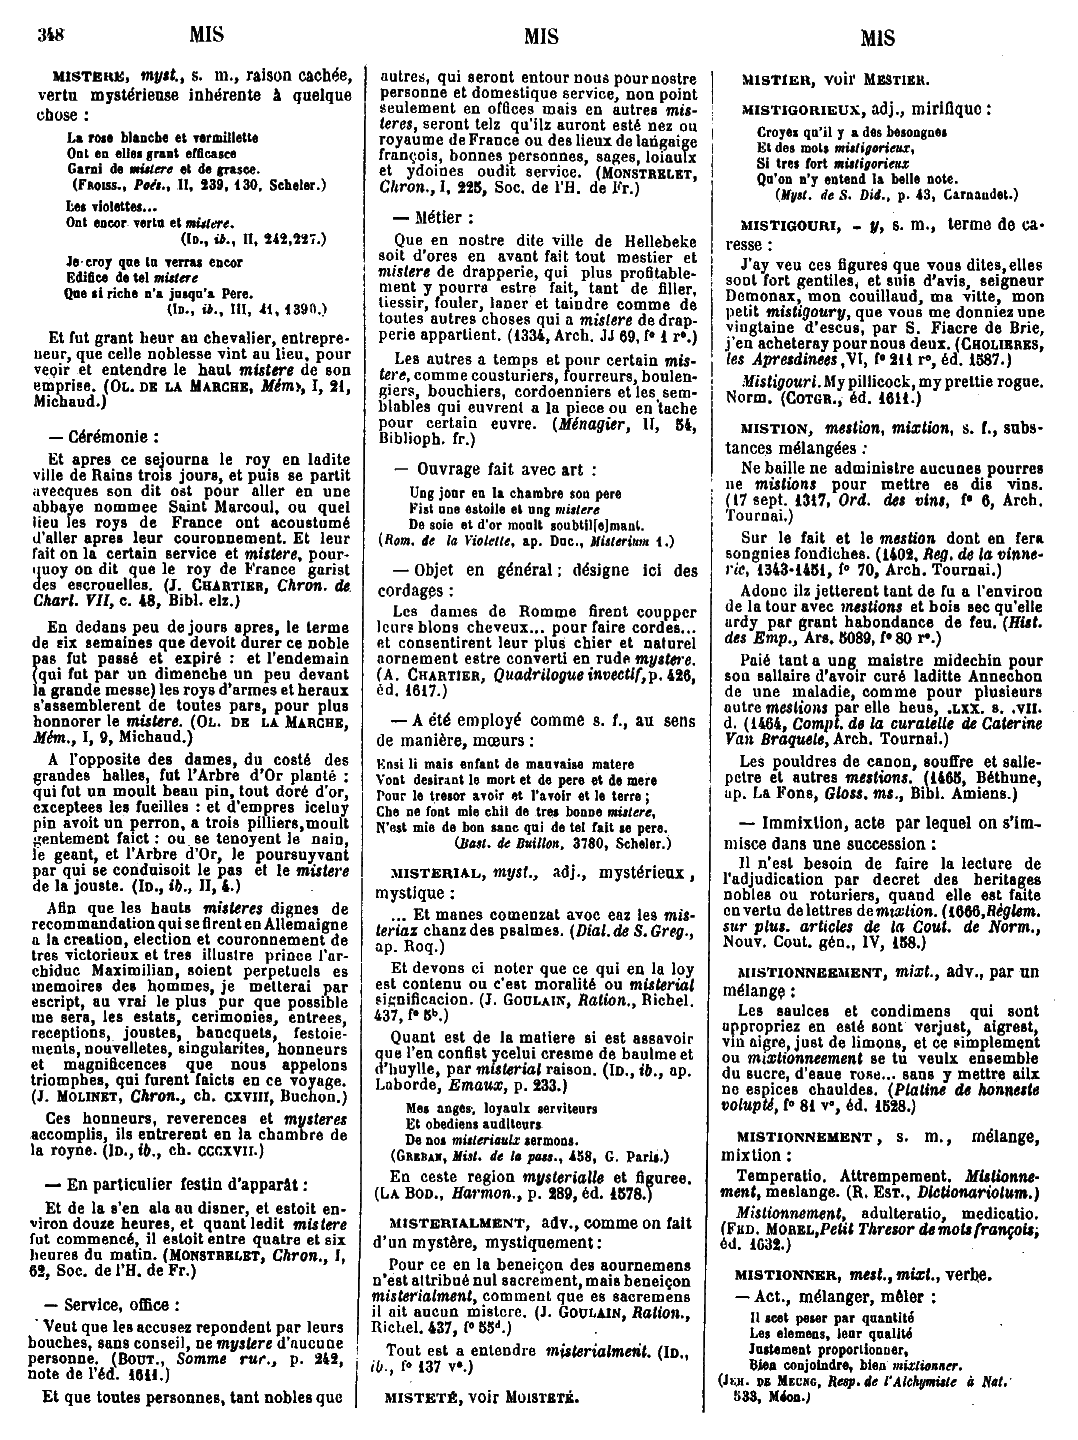 348 MIS MIS MIS
MISTERE, myst., s. m., raison cachée,
vertu mystérieuse inhérente à quelque
chose :
La rose blanche et vermillette
Ont en elles grant efficasce
Garni de mistere et de grasce.
(FROISS., Poés., II, 239, 130, Scheler.)
Les violettes...
Ont encor vertu et mistere.
(ID., ib., II, 242, 227.)
Je croy que tu verras encor
Edifice de tel mistere
Que si riche n'a jusqu'a Pere.
(ID., ib., III, 41, 1390.)
Et fut grant heur au chevalier, entrepre-
neur, que celle noblesse vint au lieu, pour
veoir et entendre le haut mistere de son
emprise. (OL. DE LA MARCHE, Mém., I, 21,
Michaud.)
— Cérémonie :
Et apres ce sejourna le roy en ladite
ville de Rains trois jours, et puis se partit
avecques son dit ost pour aller en une
abbaye nommee Saint Marcoul, ou quel
lieu les roys de France ont acoustumé
d'aller apres leur couronnement. Et leur
fait on la certain service et mistere, pour-
quoy on dit que le roy de France garist
des escrouelles. (J. CHARTIER, Chron. de
Charl. VII, c. 48, Bibl. elz.)
En dedans peu de jours apres, le terme
de six semaines que devoit durer ce noble
pas fut passé et expiré : et l'endemain
(qui fut par un dimenche un peu devant
la grande messe) les roys d'armes et heraux
s'assemblerent de toutes pars, pour plus
honnorer le mistere. (OL. DE LA MARCHE,
Mém., I, 9, Michaud.)
A l'opposite des dames, du costé des
grandes halles, fut l'Arbre d'Or planté :
qui fut un moult beau pin, tout doré d'or,
exceptees les fueilles : et d'empres iceluy
pin avoit un perron, a trois pilliers, moult
gentement faict : ou se tenoyent le nain,
le geant, et l'Arbre d'Or, le poursuyvant
par qui se conduisoit le pas et le mistere
de la jouste. (ID., ib., II, 4.)
Afin que les hauts misteres dignes de
recommandation qui se firent en Allemaigne
a la creation, election et couronnement de
tres victorieux et tres illustre prince l'ar-
chiduc Maximilian, soient perpetuels es
memoires des hommes, je metterai par
escript, au vrai le plus pur que possible
me sera, les estats, cerimonies, entrees,
receptions, joustes, bancquets, festoie-
ments, nouvelletes, singularites, honneurs
et magnificences que nous appelons
triomphes, qui furent faicts en ce voyage.
(J. MOLINET, Chron., ch. CXVIII, Buchon.)
Ces honneurs, reverences et mysteres
accomplis, ils entrerent en la chambre de
la royne. (ID., ib., ch. CCCXVII.)
— En particulier festin d'apparât :
Et de la s'en ala au disner, et estoit en-
viron douze heures, et quant ledit mistere
fut commencé, il estoit entre quatre et six
heures du matin. (MONSTRELET, Chron., I,
62, Soc. de l'H. de Fr.)
— Service, office :
Veut que les accusez repondent par leurs
bouches, sans conseil, ne mystere d'aucune
personne. (BOUT., Somme rur., p. 242,
note de l'éd. 1611.)
Et que toutes personnes, tant nobles que
autres, qui seront entour nous pour nostre
personne et domestique service, non point
seulement en offices mais en autres mis-
teres, seront telz qu'ilz auront esté nez ou
royaume de France ou des lieux de langaige
françois, bonnes personnes, sages, loiaulx
et ydoines oudit service. (MONSTRELET,
Chron., I, 225, Soc. de l'H. de Fr.)
— Métier :
Que en nostre dite ville de Hellebeke
soit d'ores en avant fait tout mestier et
mistere de drapperie, qui plus profitable-
ment y pourra estre fait, tant de filler,
tiessir, fouler, laner et taindre comme de
toutes autres choses qui a mistere de drap-
perie appartient. (1334, Arch. JJ 69, f° 1 r°.)
Les autres a temps et pour certain mis-
tere, comme cousturiers, fourreurs, boulen-
giers, bouchiers, cordoenniers et les sem-
blables qui euvrent a la piece ou en tache
pour certain euvre. (Ménagier, II, 54,
Biblioph. fr.)
— Ouvrage fait avec art :
Ung jour en la chambre son pere
Fist une estoile et ung mistere
De soie et d'or moult soubtil[e]mant.
(Rom. de la Violette, ap. Duc., Misterium 1.)
— Objet en général ; désigne ici des
cordages :
Les dames de Romme firent coupper
leurs blons cheveux... pour faire cordes...
et consentirent leur plus chier et naturel
aornement estre converti en rude mystere.
(A. CHARTIER, Quadrilogue invectif, p. 426,
éd. 1617.)
— A été employé comme s. f., au sens
de manière, mœurs :
Ensi li mais enfant de mauvaise matere
Vont desirant le mort et de pere et de mere
Pour le tresor avoir et l'avoir et le terre ;
Che ne font mie chil de tres bonne mistere,
N'est mie de bon sanc qui de tel fait se pere.
(Bast. de Buillon, 3780, Scheler.)
MISTERIAL, myst., adj., mystérieux,
mystique :
... Et manes comenzat avoc eaz les mis-
teriaz chanz des psalmes. (Dial. de S. Greg.,
ap. Roq.)
Et devons ci noter que ce qui en la loy
est contenu ou c'est moralité ou misterial
significacion. (J. GOULAIN, Ration., Richel.
437, f° 5ᵇ.)
Quant est de la matiere si est assavoir
que l'en confist ycelui cresme de baulme et
d'huylle, par misterial raison. (ID., ib., ap.
Laborde, Emaux, p. 233.)
Mes anges, loyaulx serviteurs
Et obediens auditeurs
De nos misteriaulx sermons.
(GREBAN, Mist. de la pass., 458, G. Paris.)
En ceste region mysterialle et figuree.
(LA BOD., Harmon., p. 289, éd. 1578.)
MISTERIALMENT, adv., comme on fait
d'un mystère, mystiquement :
Pour ce en la beneiçon des aournemens
n'est attribué nul sacrement, mais beneiçon
misterialment, comment que es sacremens
il ait aucun mistere. (J. GOULAIN, Ration.,
Richel. 437, f° 55ᵈ.)
Tout est a entendre misterialment. (ID.,
ib., f° 137 v°.)
MISTETÉ, voir MOISTETÉ.
MISTIER, voir MESTIER.
MISTIGORIEUX, adj., mirifique :
Croyez qu'il y a des besongnes
Et des mots mistigorieux,
Si tres fort mistigorieux
Qu'on n'y entend la belle note.
(Myst. de S. Did., p. 43, Carnandet.)
MISTIGOURI, - y, s. m., terme de ca-
resse :
J'ay veu ces figures que vous dites, elles
sont fort gentiles, et suis d'avis, seigneur
Demonax, mon couillaud, ma vitte, mon
petit mistigoury, que vous me donniez une
vingtaine d'escus, par S. Fiacre de Brie,
j'en acheteray pour nous deux. (CHOLIERES,
les Apresdinees, VI, f° 211 r°, éd. 1587.)
Mistigouri. My pillicock, my prettie rogue.
Norm. (COTGR., éd. 1611.)
MISTION, mestion, mixtion, s. f., subs-
tances mélangées :
Ne baille ne administre aucunes pourres
ne mistions pour mettre es dis vins.
(17 sept. 1317, Ord. des vins, f° 6, Arch.
Tournai.)
Sur le fait et le mestion dont en fera
songnies fondiches. (1402, Reg. de la vinne-
rie, 1343-1451, f° 70, Arch. Tournai.)
Adonc ilz jetterent tant de fu a l'environ
de la tour avec mestions et bois sec qu'elle
ardy par grant habondance de feu. (Hist.
des Emp., Ars. 5089, f° 80 r°.)
Paié tant a ung maistre midechin pour
son sallaire d'avoir curé laditte Annechon
de une maladie, comme pour plusieurs
autre mestions par elle heus, .LXX. s. .VII.
d. (1464, Compt. de la curatelle de Caterine
Van Braquele, Arch. Tournai.)
Les pouldres de canon, souffre et salle-
petre et autres mestions. (1465, Béthune,
ap. La Fons, Gloss. ms., Bibl. Amiens.)
— Immixtion, acte par lequel on s'im-
misce dans une succession :
Il n'est besoin de faire la lecture de
l'adjudication par decret des heritages
nobles ou roturiers, quand elle est faite
en vertu de lettres de mixtion. (1666, Règlem.
sur plus. articles de la Cout. de Norm.,
Nouv. Cout. gén., IV, 158.)
MISTIONNEEMENT, mixt., adv., par un
mélange :
Les saulces et condimens qui sont
appropriez en esté sont verjust, aigrest,
vin aigre, just de limons, et ce simplement
ou mixtionneement se tu veulx ensemble
du sucre, d'eaue rose... sans y mettre ailx
ne espices chauldes. (Platine de honneste
volupté, f° 81 v°, éd. 1528.)
MISTIONNEMENT, s. m., mélange,
mixtion :
Temperatio. Attrempement. Mistionne-
ment, meslange. (R. EST., Dictionariolum.)
Mistionnement, adulteratio, medicatio.
(FED. MOREL, Petit Thresor de mots françois,
éd. 1632.)
MISTIONNER, mest., mixt., verbe.
— Act., mélanger, mêler :
Il scet peser par quantité
Les elemens, leur qualité
Justement proportionner,
Bien conjoindre, bien mixtionner.
(JEH. DE MEUNG, Resp. de l'Alchymiste à Nat.
533, Méon.)